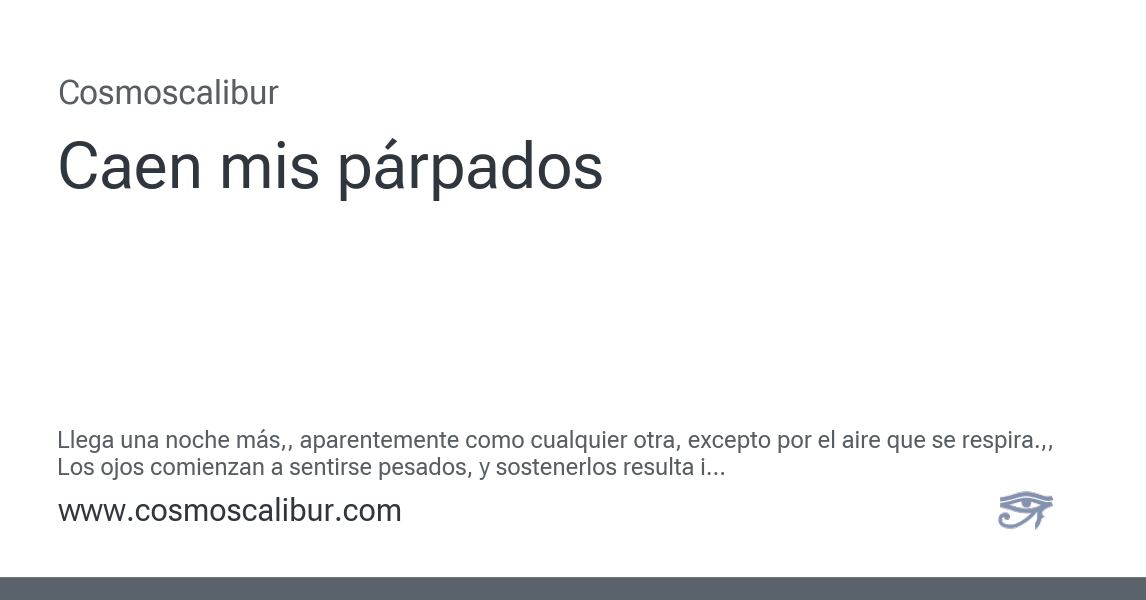 Cosmoscalibur
Caen mis párpados
Llega una noche más,, aparentemente como cualquier otra, excepto por el aire que se respira.,,
Los ojos comienzan a sentirse pesados, y sostenerlos resulta i...
www.cosmoscalibur.com